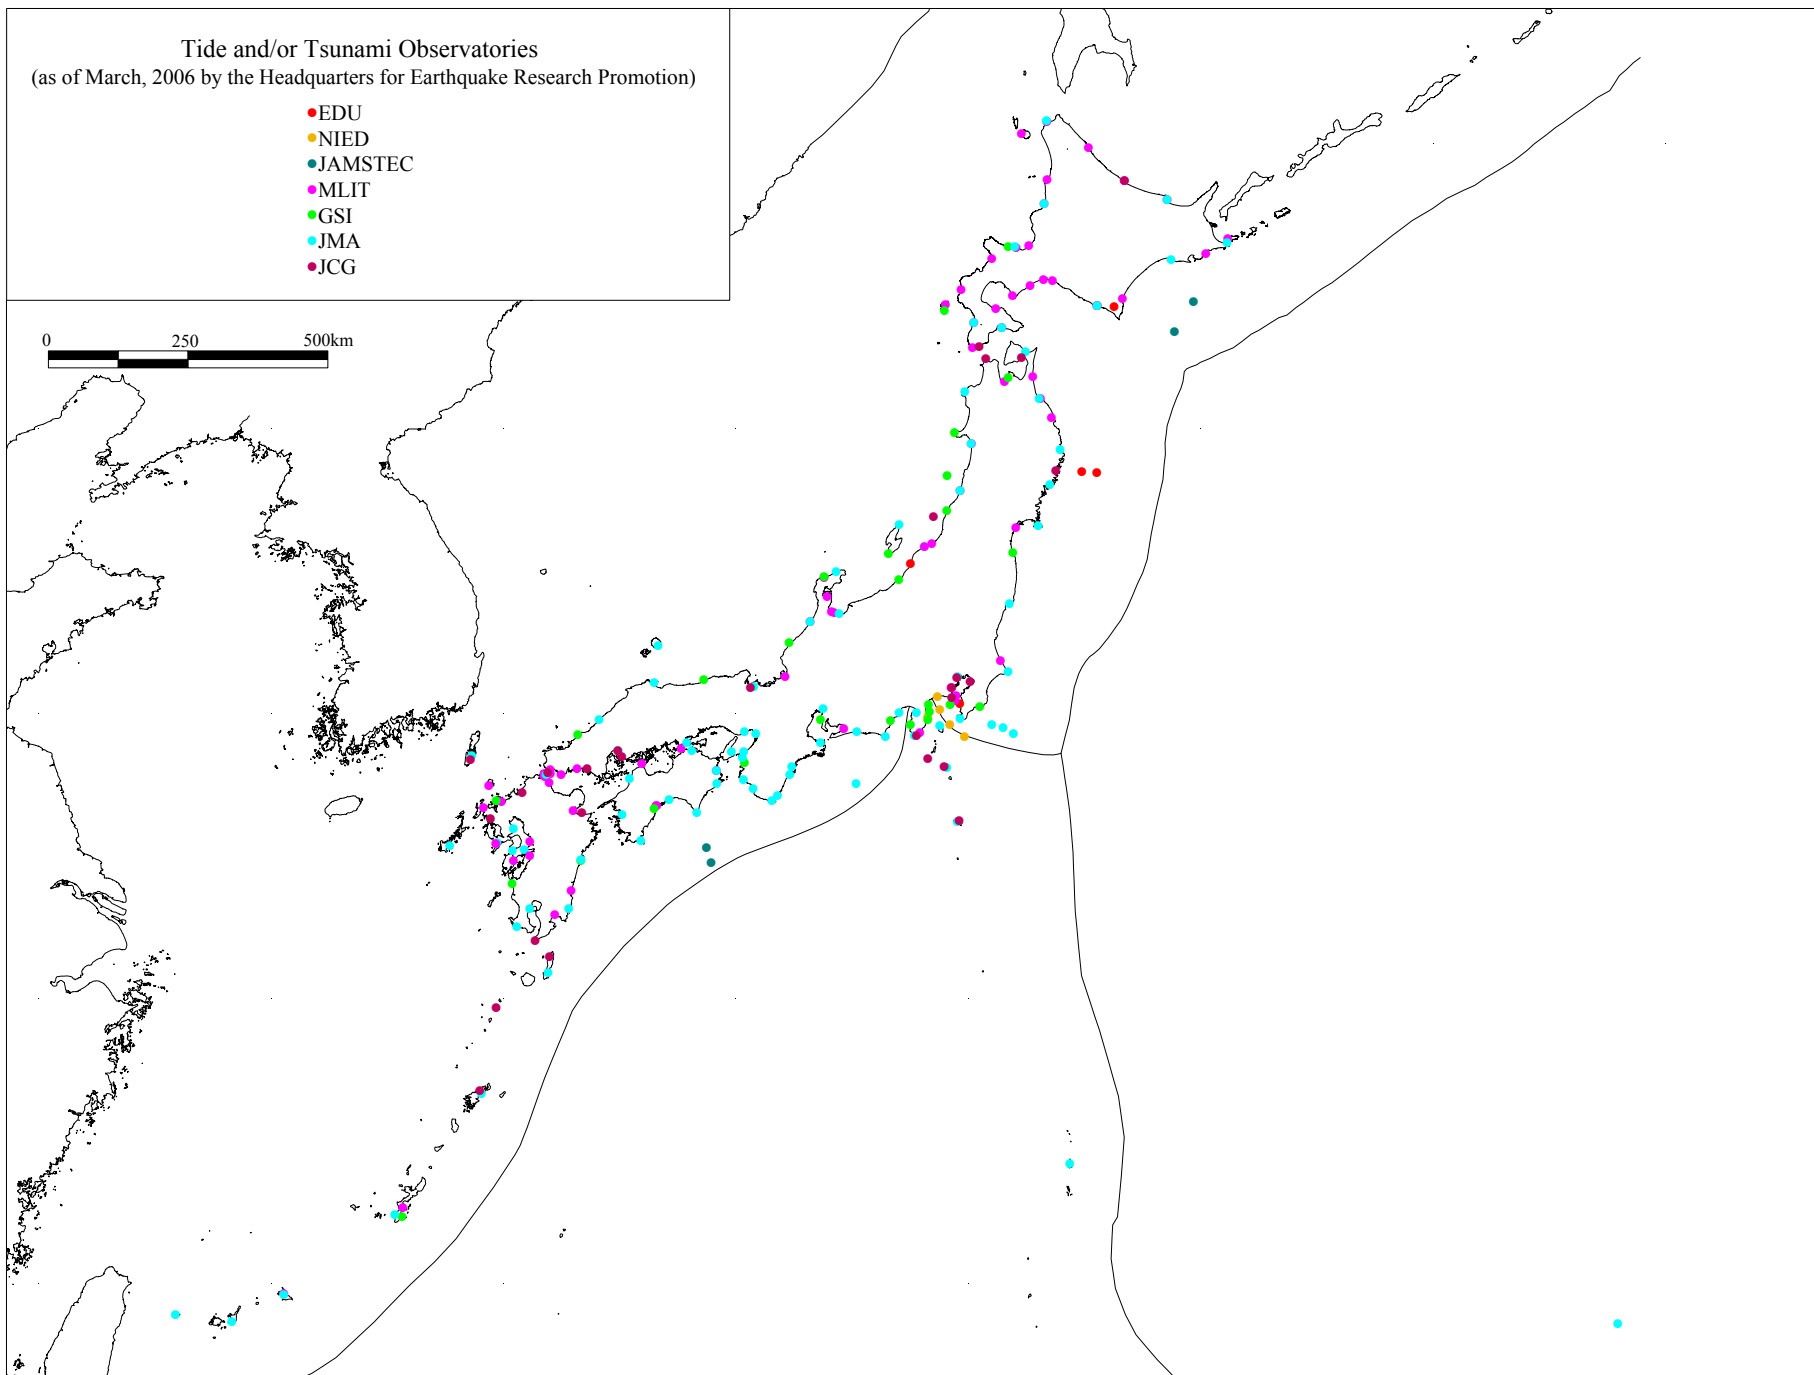 Tide and/or Tsunami Observatories
(as of March, 2006 by the Headquarters for Earthquake Research Promotion)
EDU
NIED
JAMSTEC
MLIT
GSI
JMA
JCG
0 250 500km